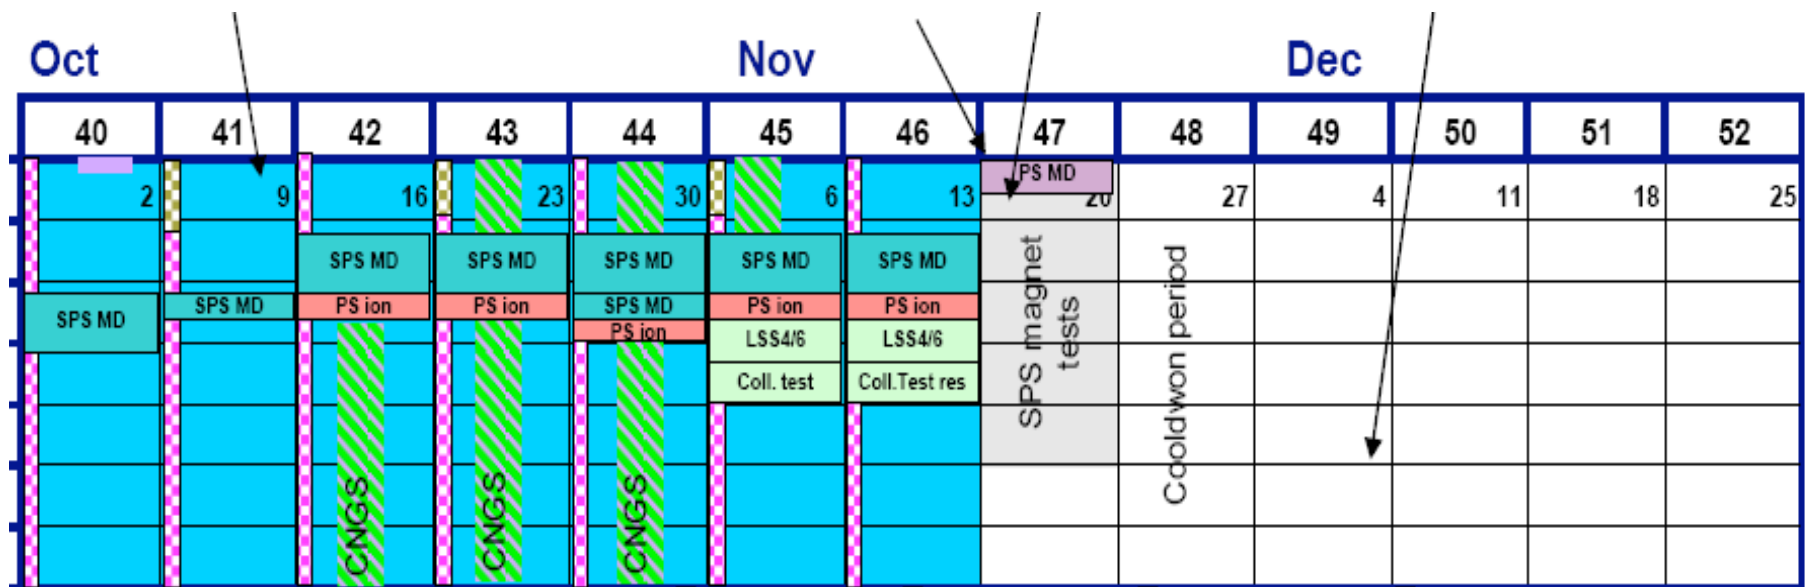 Oct Nov Dec
40 41 42 43 44 45 46 47 48 49 50 51 52
PS MD
2 9 16 23 30 6 13 20 27 4 11 18 25
SPS MD SPS MD SPS MD SPS MD SPS MD
SPS MD PS ion PS ion SPS MD PS ion PS ion
SPS MD PS ion LSS4/6 LSS4/6
Coll. test Coll.Test res
SPS magnet
tests
Cooldwon period
CNGS CNGS CNGS